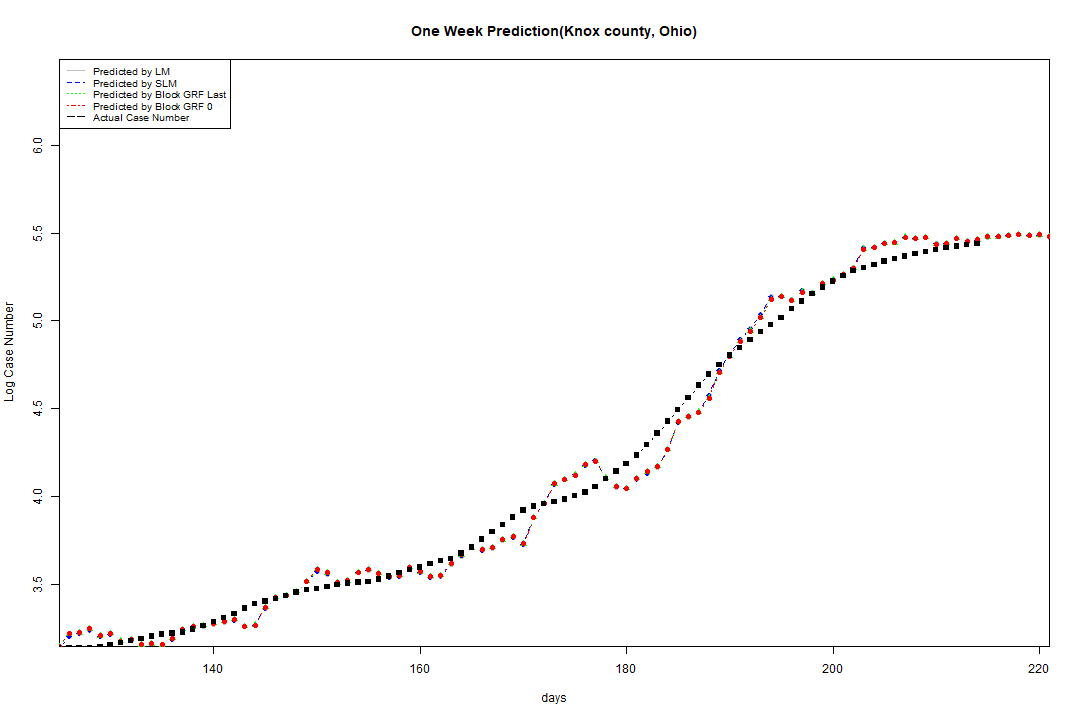 One Week Prediction(Knox county, Ohio)
Predicted by LM
Predicted by SLM
Predicted by Block GRF Last
Predicted by Block GRF 0
Actual Case Number
6.0
5.5
5.0
4.5
4.0
3.5
Log Case Number
140 160 180 200 220
days